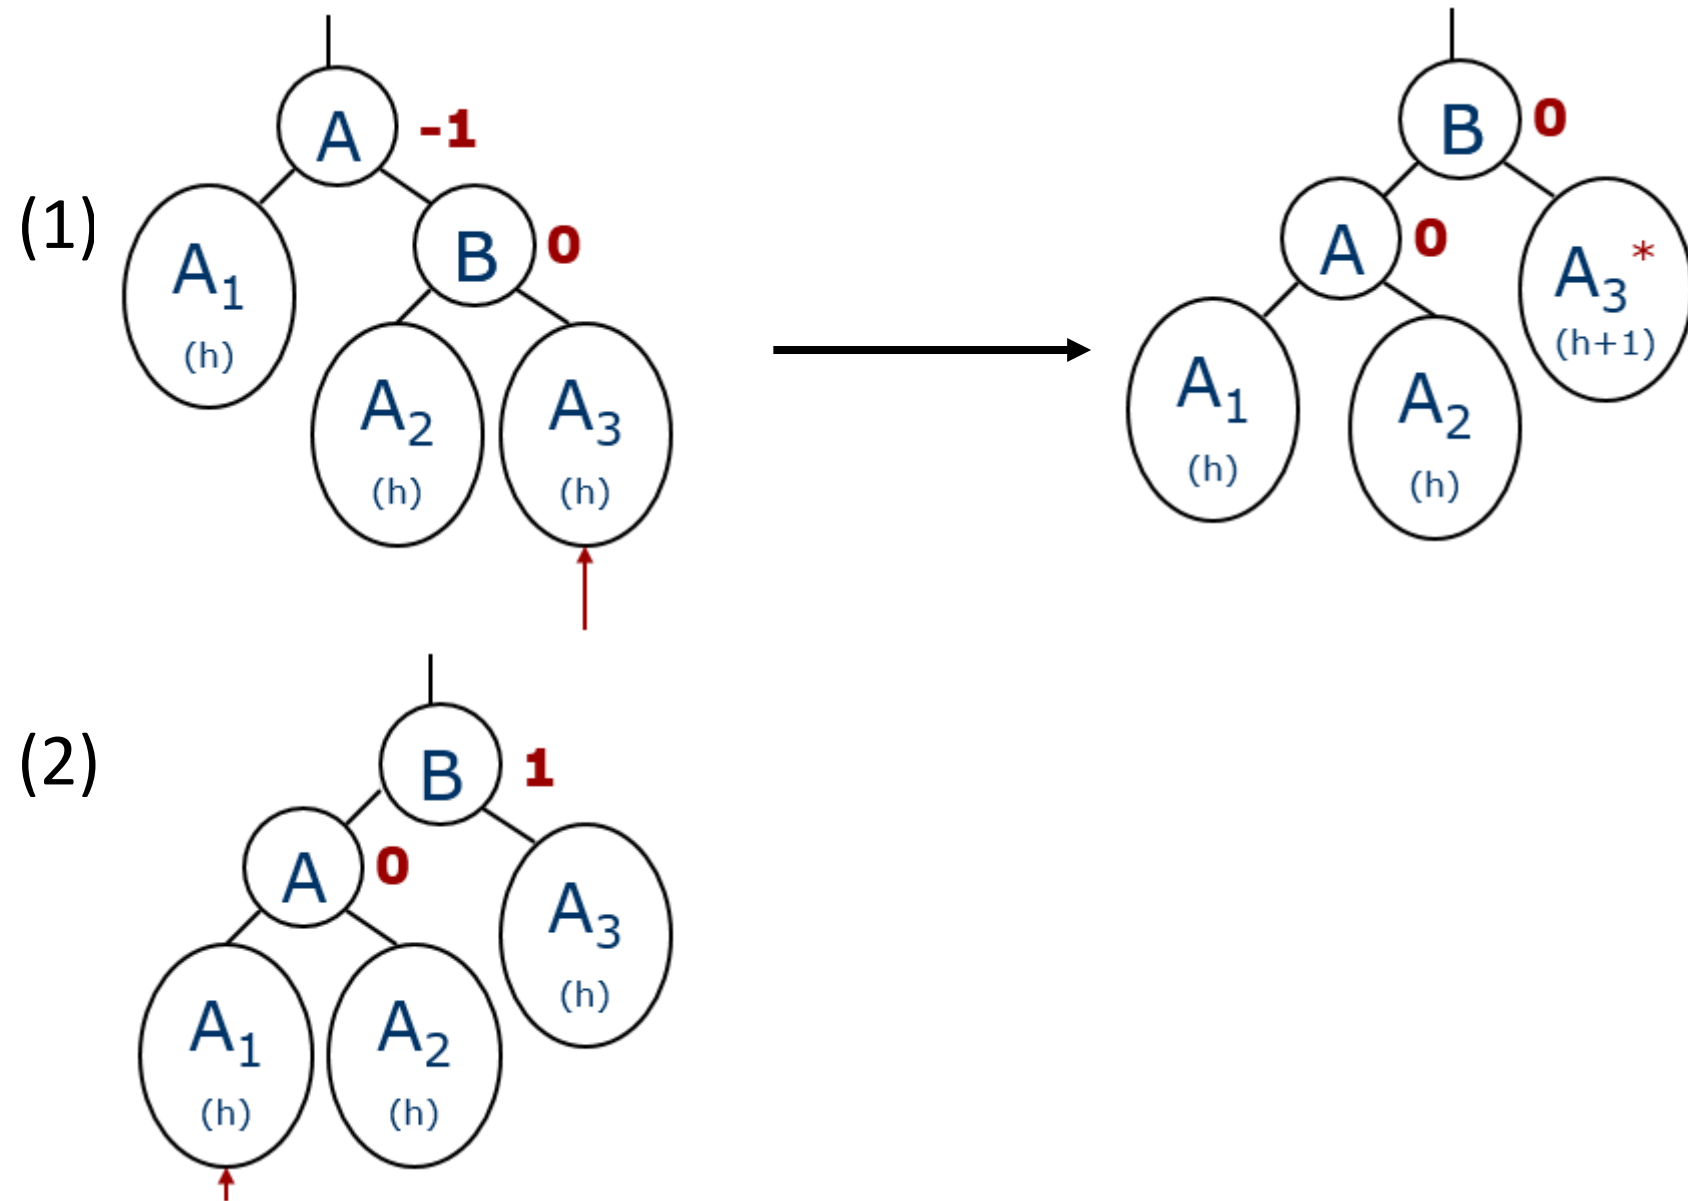 (1)
A -1
B 0
A1 (h)
A2 (h)
A3 (h)
B 0
A 0
A3* (h+1)
A1 (h)
A2 (h)
(2)
B 1
A 0
A3 (h)
A1 (h)
A2 (h)